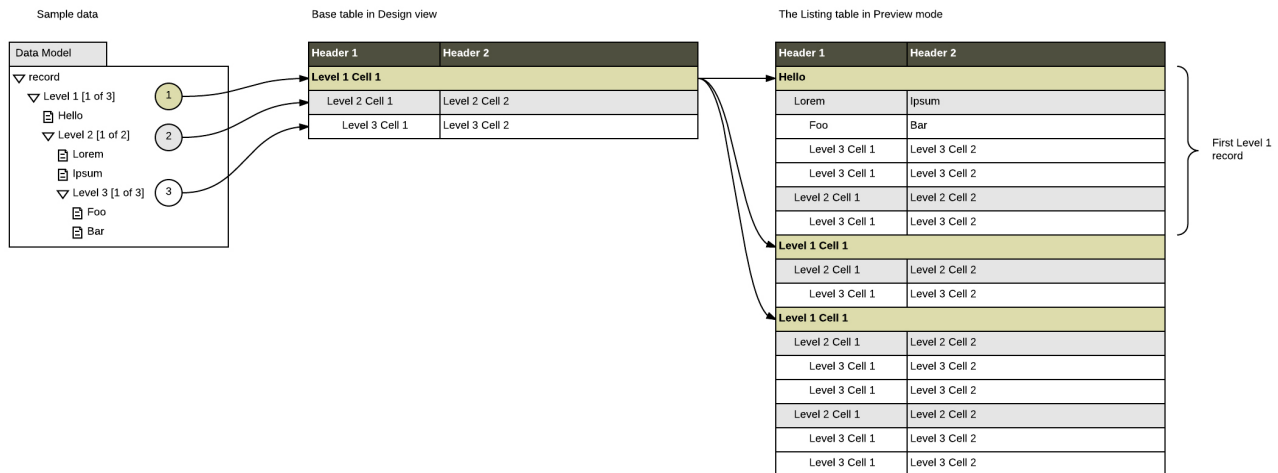 Sample data
Data Model
record
Level 1 [1 of 3]
Hello
Level 2 [1 of 2]
Lorem
Ipsum
Level 3 [1 of 3]
Foo
Bar
1
2
3
Base table in Design view
Header 1 Header 2
Level 1 Cell 1
Level 2 Cell 1 Level 2 Cell 2
Level 3 Cell 1 Level 3 Cell 2
The Listing table in Preview mode
Header 1 Header 2
Hello
Lorem Ipsum
Foo Bar
Level 3 Cell 1 Level 3 Cell 2
Level 3 Cell 1 Level 3 Cell 2
Level 2 Cell 1 Level 2 Cell 2
Level 3 Cell 1 Level 3 Cell 2
Level 1 Cell 1
Level 2 Cell 1 Level 2 Cell 2
Level 3 Cell 1 Level 3 Cell 2
Level 1 Cell 1
Level 2 Cell 1 Level 2 Cell 2
Level 3 Cell 1 Level 3 Cell 2
Level 3 Cell 1 Level 3 Cell 2
Level 2 Cell 1 Level 2 Cell 2
Level 3 Cell 1 Level 3 Cell 2
Level 3 Cell 1 Level 3 Cell 2
First Level 1
record